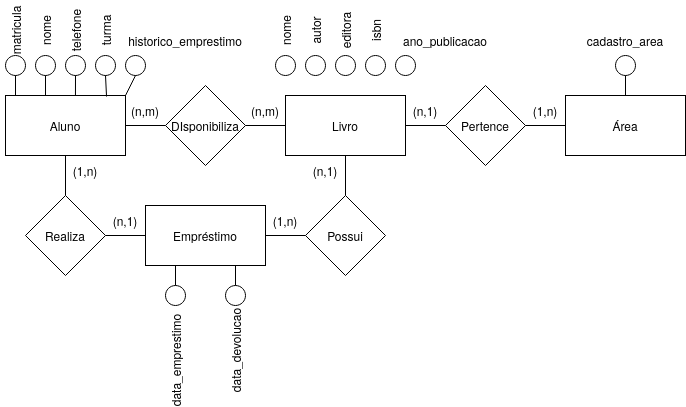 matricula
nome
telefone
turma
historico_emprestimo
nome
autor
editora
isbn
ano_publicacao
cadastro_area
Aluno
(n,m)
DIsponibiliza
(n,m)
Livro
(n,1)
Pertence
(1,n)
Área
(1,n)
(n,1)
Realiza
(n,1)
Empréstimo
(1,n)
Possui
data_emprestimo
data_devolucao